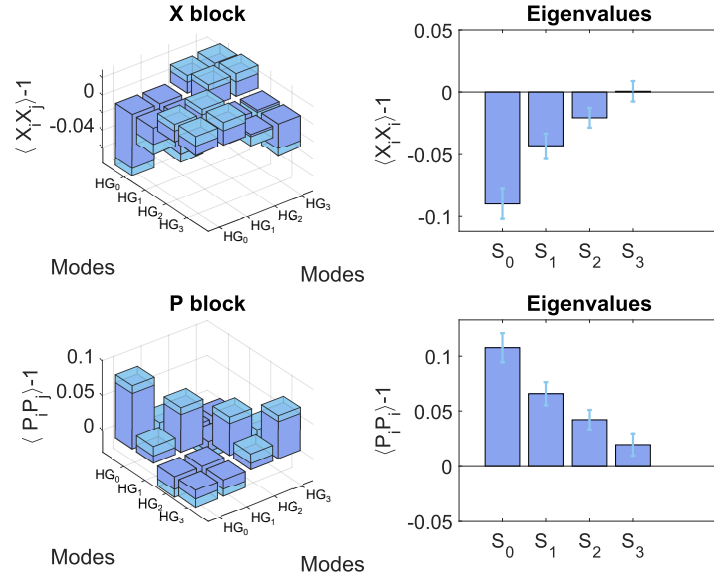 X block
⟨ X_iX_j⟩-1
0
-0.04
HG_0
HG_1
HG_2
HG_3
HG_0
HG_1
HG_2
HG_3
Modes
Modes
Eigenvalues
⟨X_iX_i⟩-1
0.05
0
-0.05
-0.1
S_0
S_1
S_2
S_3
P block
⟨ P_iP_j⟩-1
0.1
0.05
0
HG_0
HG_1
HG_2
HG_3
HG_0
HG_1
HG_2
HG_3
Modes
Modes
Eigenvalues
⟨P_iP_i⟩-1
0.1
0.05
0
-0.05
S_0
S_1
S_2
S_3